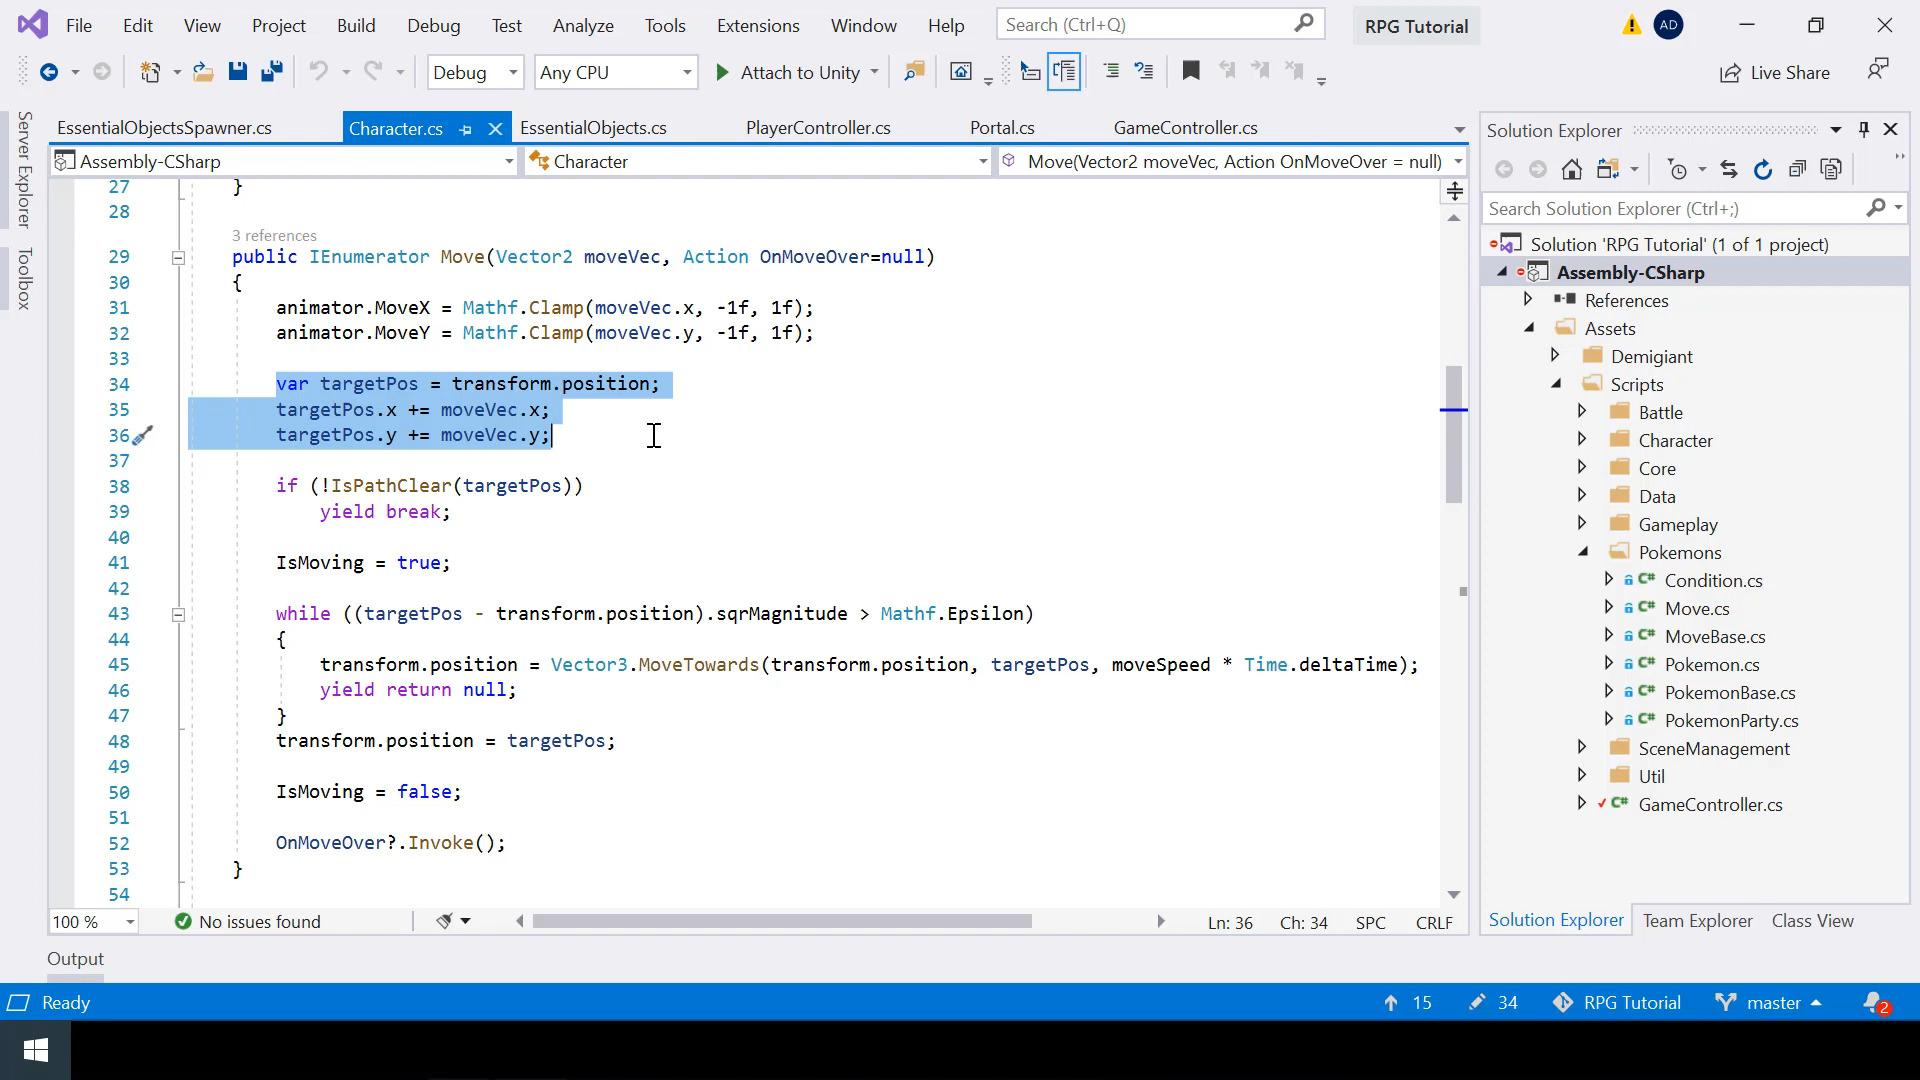 File Edit View Project Build Debug Test Analyze Tools Extensions Window Help Search (Ctrl+Q) RPG Tutorial AD
Debug Any CPU Attach to Unity Live Share
Server Explorer
Toolbox
EssentialObjectsSpawner.cs Character.cs EssentialObjects.cs PlayerController.cs Portal.cs GameController.cs
Assembly-CSharp Character Move(Vector2 moveVec, Action OnMoveOver = null)
27 }
28
3 references
29 public IEnumerator Move(Vector2 moveVec, Action OnMoveOver=null)
30 {
31 animator.MoveX = Mathf.Clamp(moveVec.x, -1f, 1f);
32 animator.MoveY = Mathf.Clamp(moveVec.y, -1f, 1f);
33
34 var targetPos = transform.position;
35 targetPos.x += moveVec.x;
36 targetPos.y += moveVec.y;
37
38 if (!IsPathClear(targetPos))
39 yield break;
40
41 IsMoving = true;
42
43 while ((targetPos - transform.position).sqrMagnitude > Mathf.Epsilon)
44 {
45 transform.position = Vector3.MoveTowards(transform.position, targetPos, moveSpeed * Time.deltaTime);
46 yield return null;
47 }
48 transform.position = targetPos;
49
50 IsMoving = false;
51
52 OnMoveOver?.Invoke();
53 }
54
100 % No issues found Ln: 36 Ch: 34 SPC CRLF
Solution Explorer
Search Solution Explorer (Ctrl+;)
Solution 'RPG Tutorial' (1 of 1 project)
Assembly-CSharp
References
Assets
Demigiant
Scripts
Battle
Character
Core
Data
Gameplay
Pokemons
C# Condition.cs
C# Move.cs
C# MoveBase.cs
C# Pokemon.cs
C# PokemonBase.cs
C# PokemonParty.cs
SceneManagement
Util
C# GameController.cs
Solution Explorer Team Explorer Class View
Output
Ready 15 34 RPG Tutorial master 2